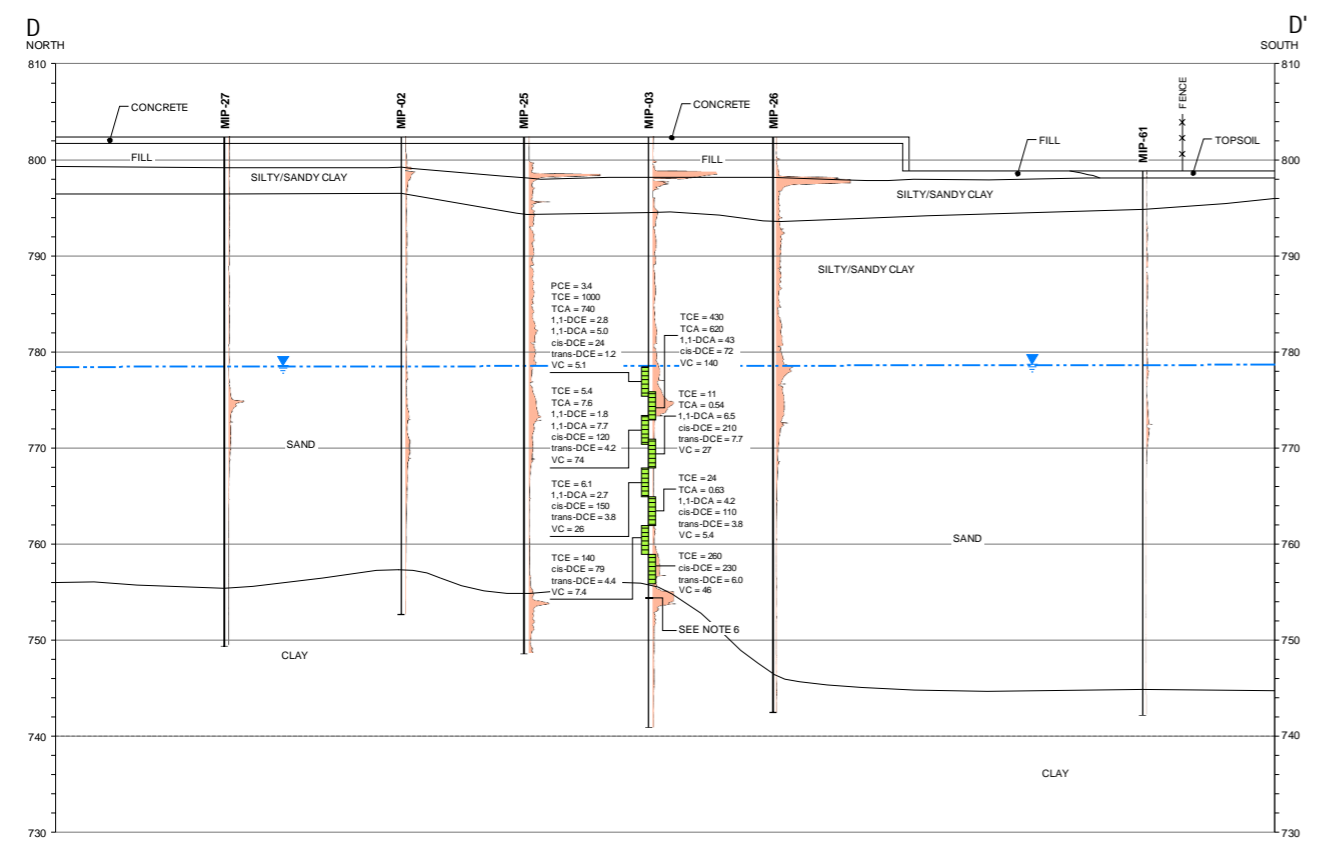 D
NORTH
D'
SOUTH
810
810
800
800
790
790
780
780
770
770
760
760
750
750
740
740
730
730
CONCRETE
MIP-27
MIP-02
MIP-25
MIP-03
CONCRETE
MIP-26
MIP-61
FENCE
FILL
TOPSOIL
FILL
FILL
SILTY/SANDY CLAY
SILTY/SANDY CLAY
SILTY/SANDY CLAY
PCE = 3.4
TCE = 1000
TCA = 740
1,1-DCE = 2.8
1,1-DCA = 5.0
cis-DCE = 24
trans-DCE = 1.2
VC = 5.1
TCE = 430
TCA = 620
1,1-DCA = 43
cis-DCE = 72
VC = 140
TCE = 5.4
TCA = 7.6
1,1-DCE = 1.8
1,1-DCA = 7.7
cis-DCE = 120
trans-DCE = 4.2
VC = 74
TCE = 11
TCA = 0.54
1,1-DCA = 6.5
cis-DCE = 210
trans-DCE = 7.7
VC = 27
SAND
TCE = 6.1
1,1-DCA = 2.7
cis-DCE = 150
trans-DCE = 3.8
VC = 26
TCE = 24
TCA = 0.63
1,1-DCA = 4.2
cis-DCE = 110
trans-DCE = 3.8
VC = 5.4
SAND
TCE = 140
cis-DCE = 79
trans-DCE = 4.4
VC = 7.4
TCE = 260
cis-DCE = 230
trans-DCE = 6.0
VC = 46
SEE NOTE 6
CLAY
CLAY